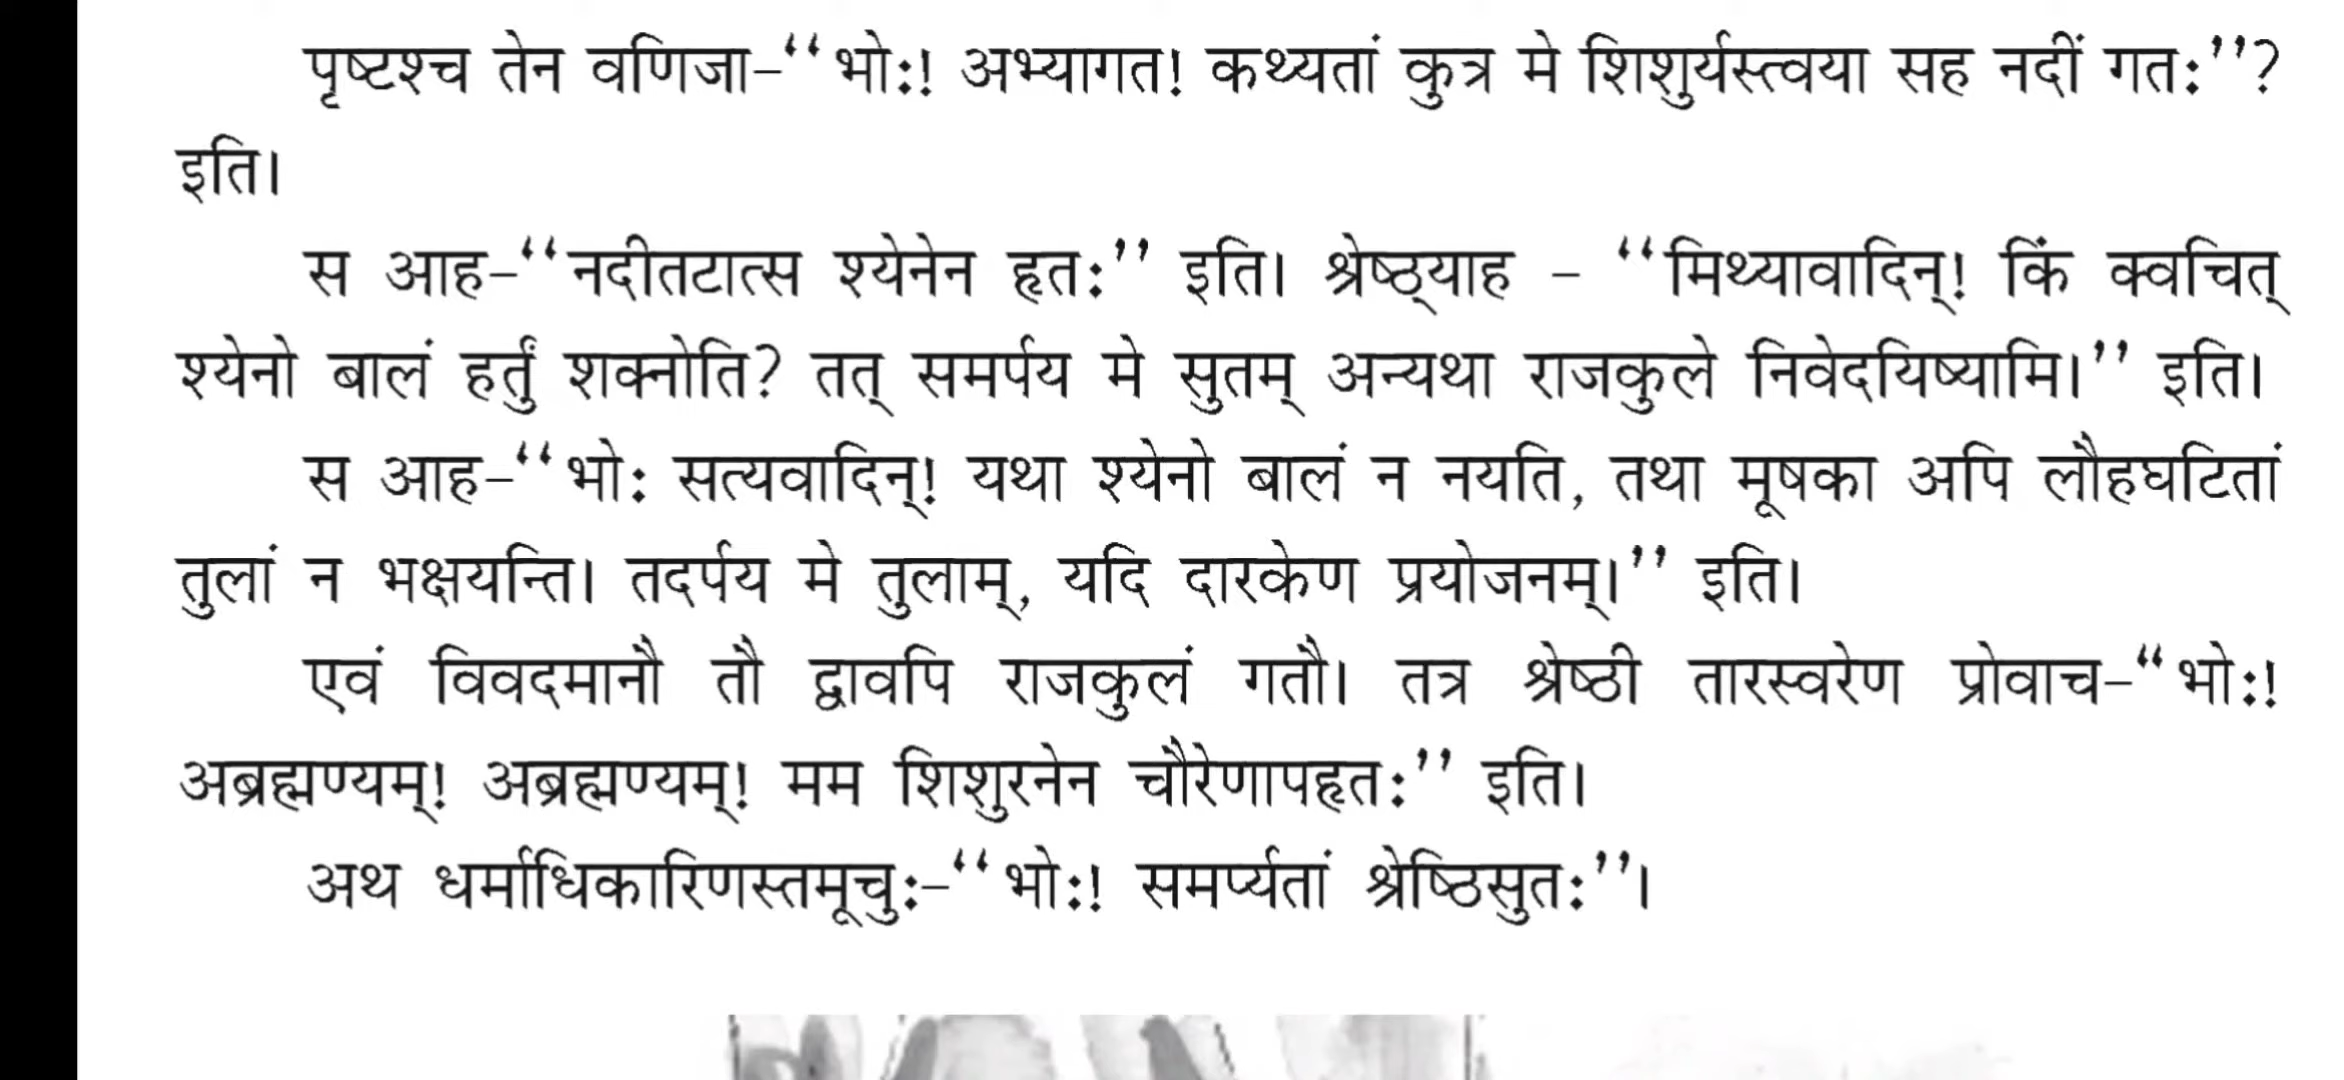 पृष्टश्च तेन वणिजा–‘‘भोः! अभ्यागत! कथ्यतां कुत्र मे शिशुर्यस्त्वया सह नदीं गतः’’?
इति।
स आह–‘‘नदीतटात्स श्येनेन हृतः’’ इति। श्रेष्ठ्याह – ‘‘मिथ्यावादिन्! किं क्वचित्
श्येनो बालं हर्तुं शक्नोति? तत् समर्पय मे सुतम् अन्यथा राजकुले निवेदयिष्यामि।’’ इति।
स आह–‘‘भोः सत्यवादिन्! यथा श्येनो बालं न नयति, तथा मूषका अपि लौहघटितां
तुलां न भक्षयन्ति। तदर्पय मे तुलाम्, यदि दारकेण प्रयोजनम्।’’ इति।
एवं विवदमानौ तौ द्वावपि राजकुलं गतौ। तत्र श्रेष्ठी तारस्वरेण प्रोवाच–‘‘भोः!
अब्रह्मण्यम्! अब्रह्मण्यम्! मम शिशुरनेन चौरेणापहृतः’’ इति।
अथ धर्माधिकारिणस्तमूचुः–‘‘भोः! समर्प्यतां श्रेष्ठिसुतः’’।